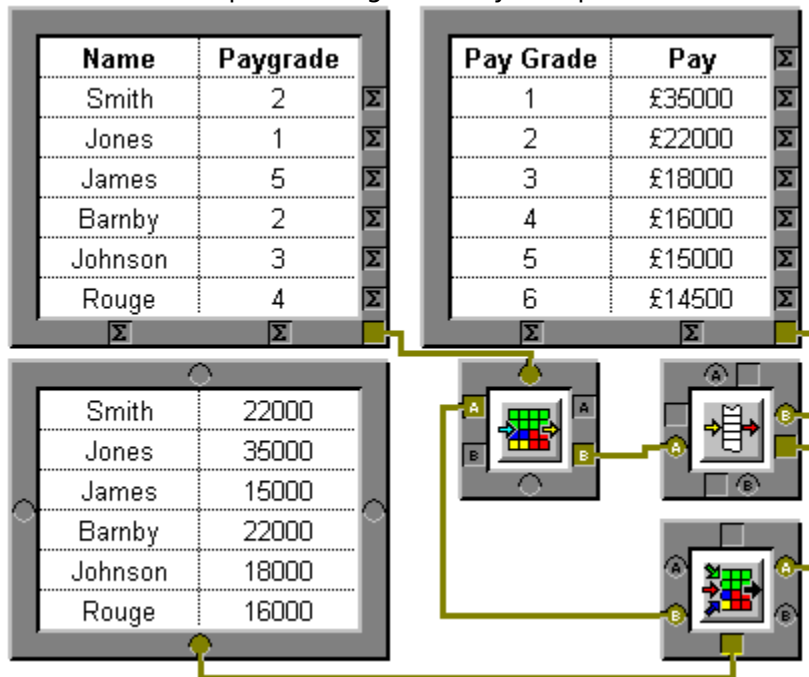 Name Paygrade
Smith 2 Σ
Jones 1 Σ
James 5 Σ
Barnby 2 Σ
Johnson 3 Σ
Rouge 4 Σ
Σ Σ
Pay Grade Pay Σ
1 £35000 Σ
2 £22000 Σ
3 £18000 Σ
4 £16000 Σ
5 £15000 Σ
6 £14500 Σ
Σ Σ
Smith 22000
Jones 35000
James 15000
Barnby 22000
Johnson 18000
Rouge 16000
A A
B B
A
B
A
B
A A
B B